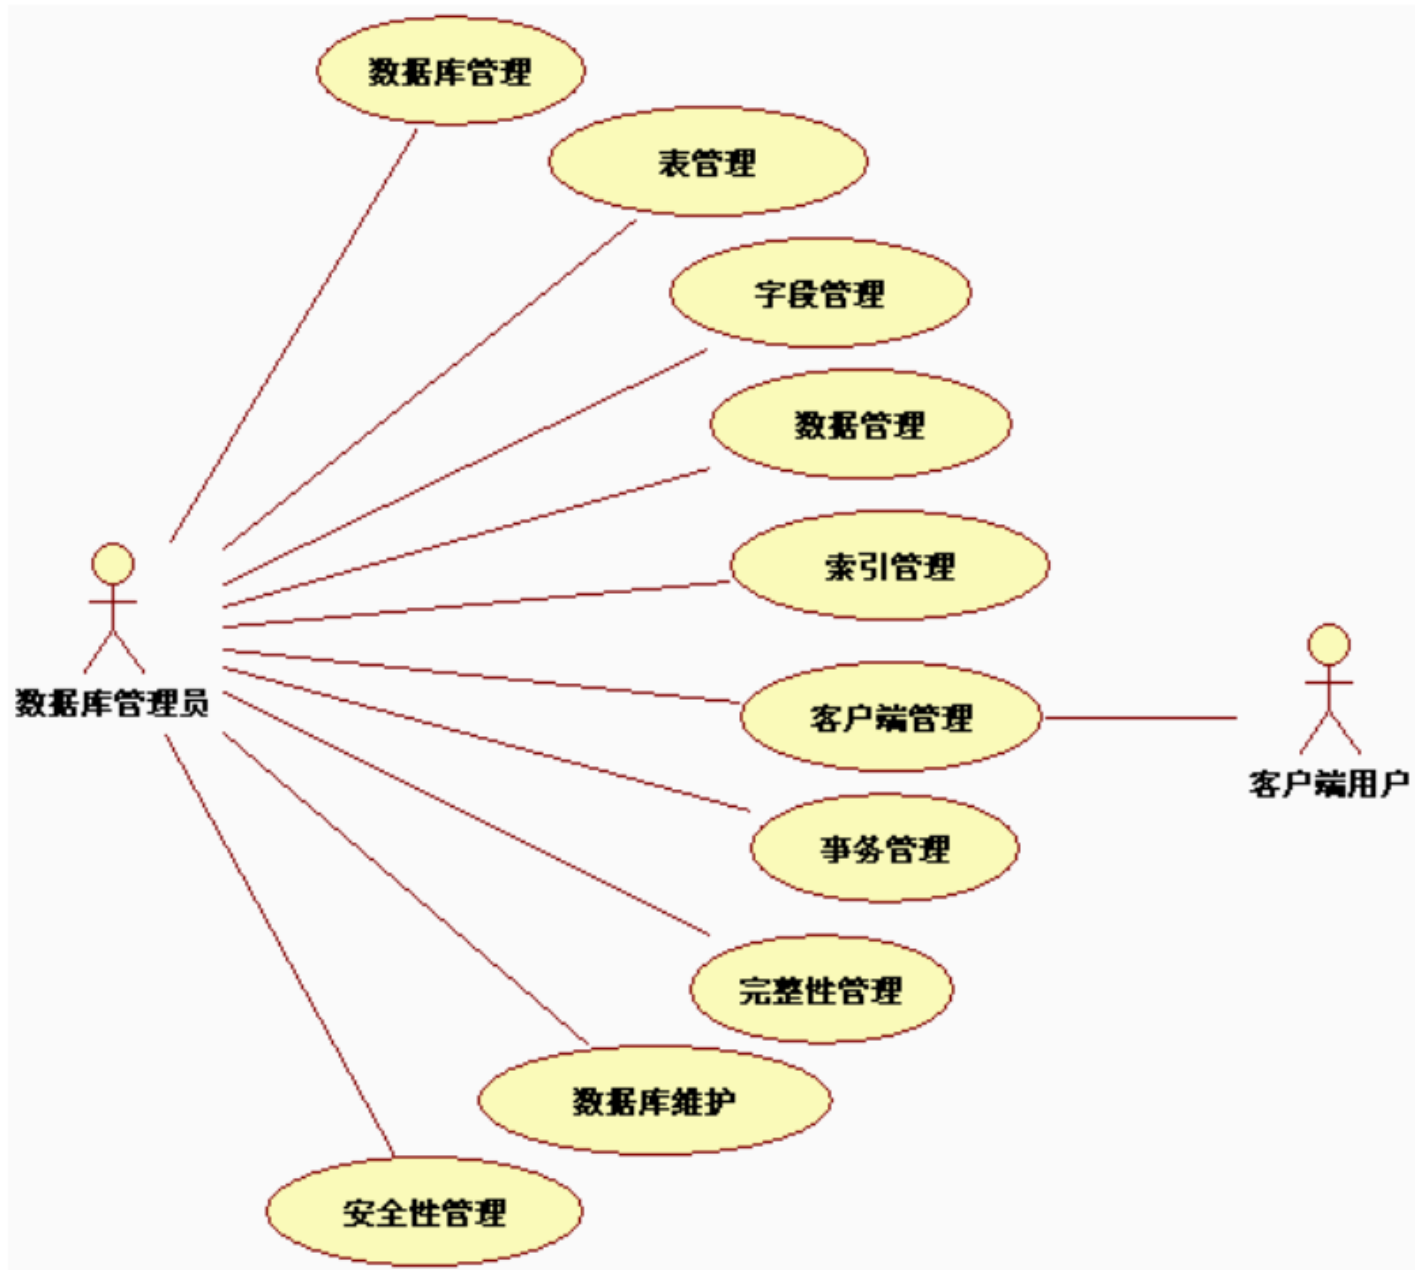 数据库管理
表管理
字段管理
数据管理
索引管理
数据库管理员
客户端管理
客户端用户
事务管理
完整性管理
数据库维护
安全性管理